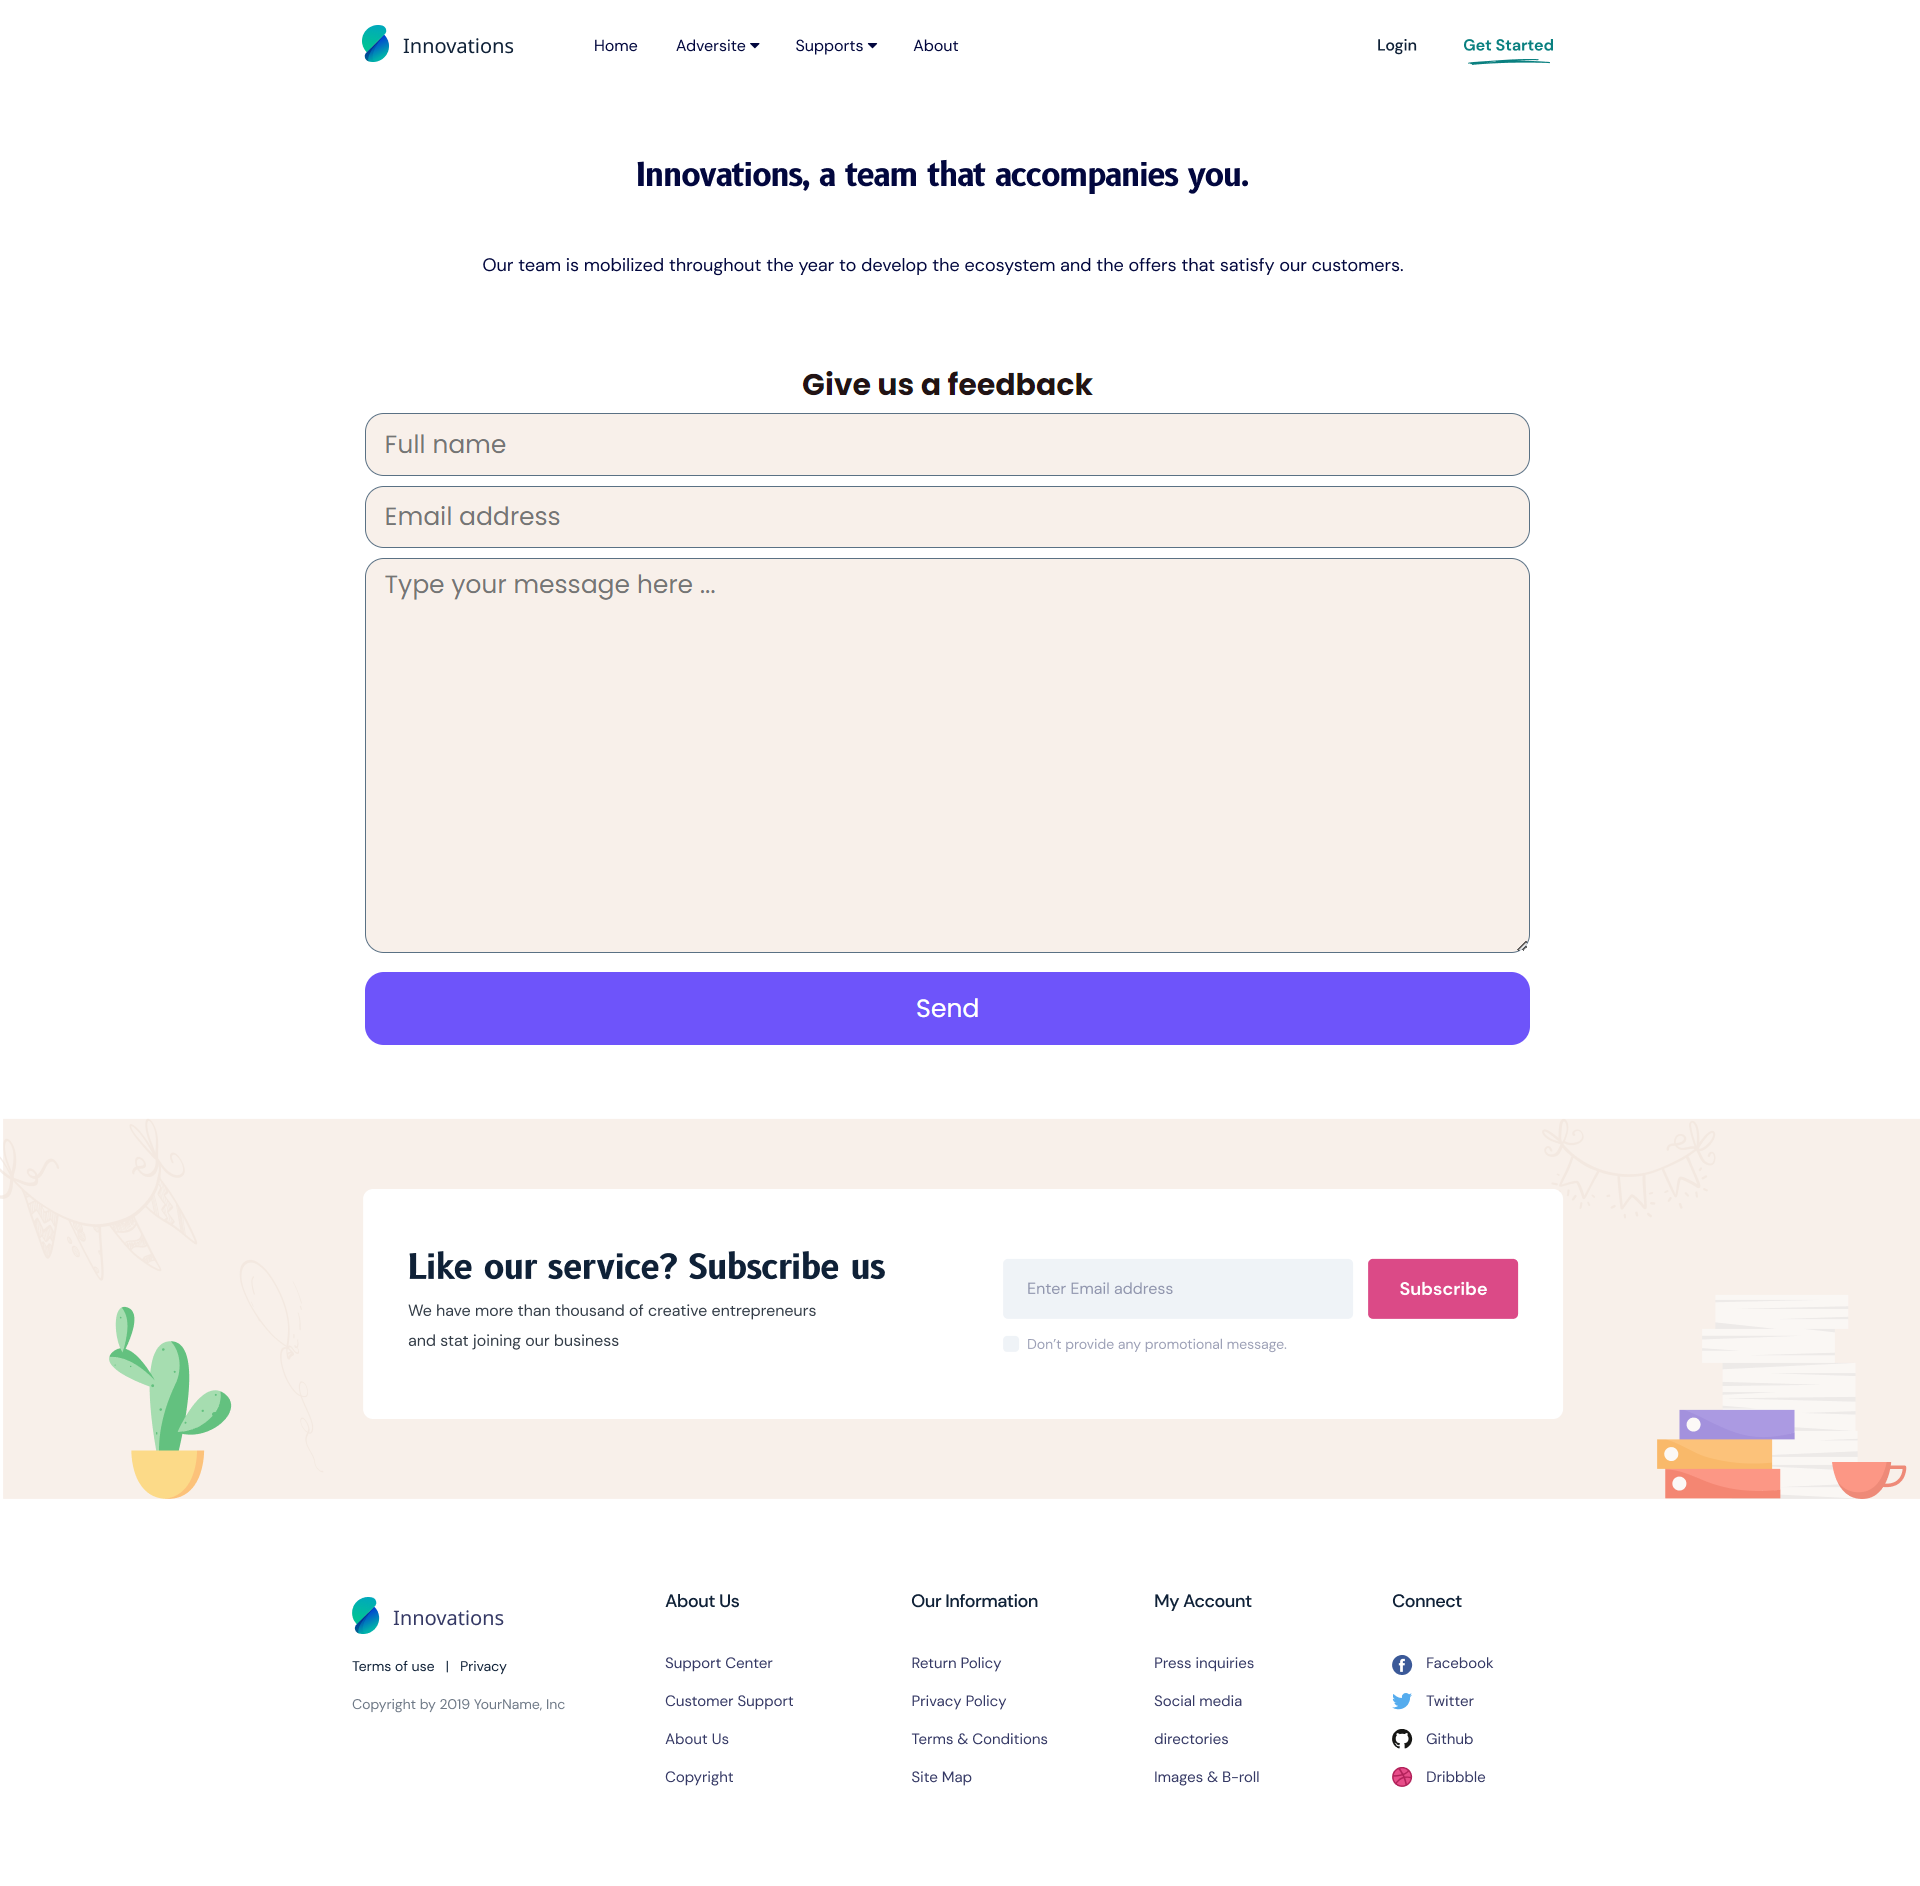 Innovations
Home
Adversite
Supports
About
Login
Get Started
Innovations, a team that accompanies you.
Our team is mobilized throughout the year to develop the ecosystem and the offers that satisfy our customers.
Give us a feedback
Full name
Email address
Type your message here ...
Send
Like our service? Subscribe us
We have more than thousand of creative entrepreneurs
and stat joining our business
Enter Email address
Subscribe
Don’t provide any promotional message.
Innovations
Terms of use | Privacy
Copyright by 2019 YourName, Inc
About Us
Support Center
Customer Support
About Us
Copyright
Our Information
Return Policy
Privacy Policy
Terms & Conditions
Site Map
My Account
Press inquiries
Social media
directories
Images & B-roll
Connect
Facebook
Twitter
Github
Dribbble